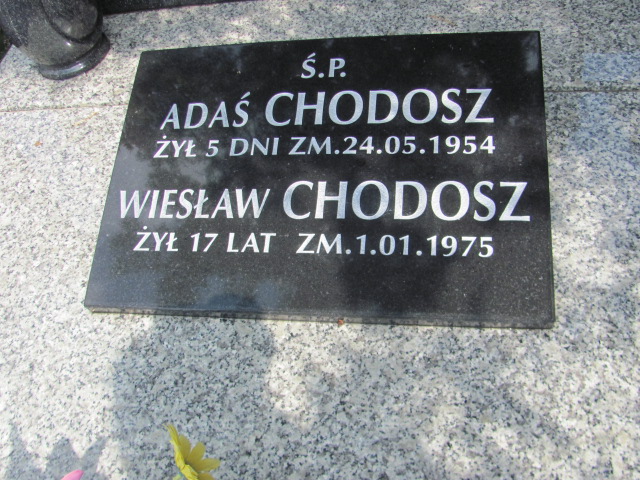 Ś.P.
ADAŚ CHODOSZ
ŻYŁ 5 DNI ZM.24.05.1954
WIESŁAW CHODOSZ
ŻYŁ 17 LAT ZM.1.01.1975